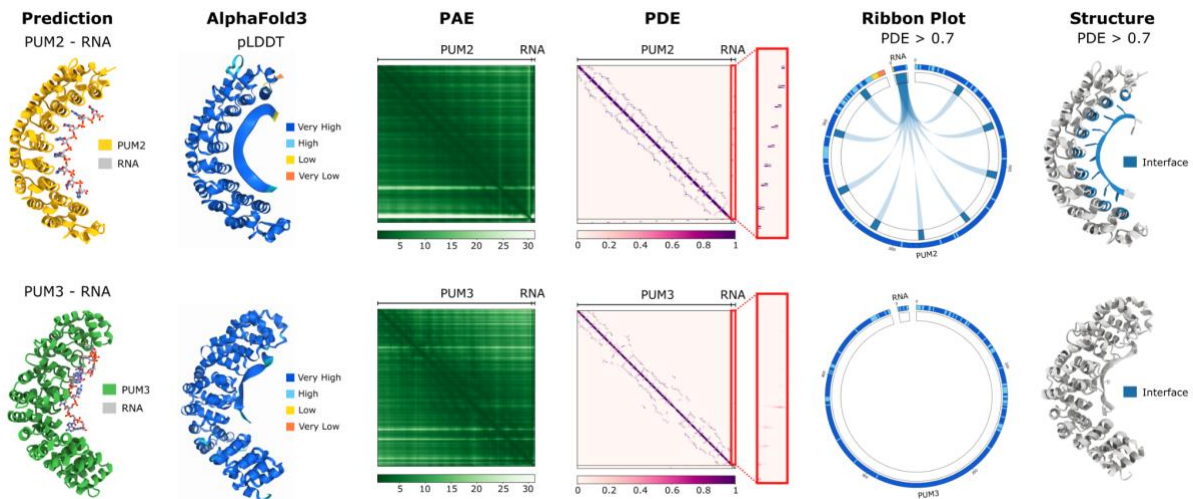 Prediction
AlphaFold3
PAE
PDE
Ribbon Plot
Structure
PUM2 - RNA
pLDDT
PDE > 0.7
PDE > 0.7
PUM2
RNA
PUM2
RNA
RNA
PUM2
RNA
Very High
High
Low
Very Low
Interface
5 10 15 20 25 30
0 0.2 0.4 0.6 0.8 1
PUM2
PUM3 - RNA
PUM3
RNA
PUM3
RNA
RNA
PUM3
RNA
Very High
High
Low
Very Low
Interface
5 10 15 20 25 30
0 0.2 0.4 0.6 0.8 1
PUM3